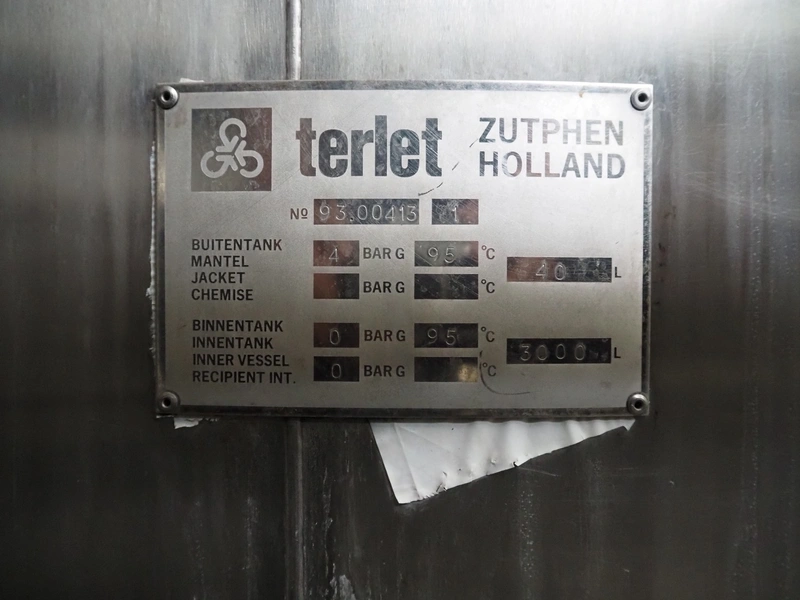 terlet ZUTPHEN
HOLLAND
Nº 93.00413 1
BUITENTANK
MANTEL
JACKET
CHEMISE
4 BAR G 95 °C
BAR G °C
40 L
BINNENTANK
INNENTANK
INNER VESSEL
RECIPIENT INT.
0 BAR G 95 °C
0 BAR G °C
3000 L